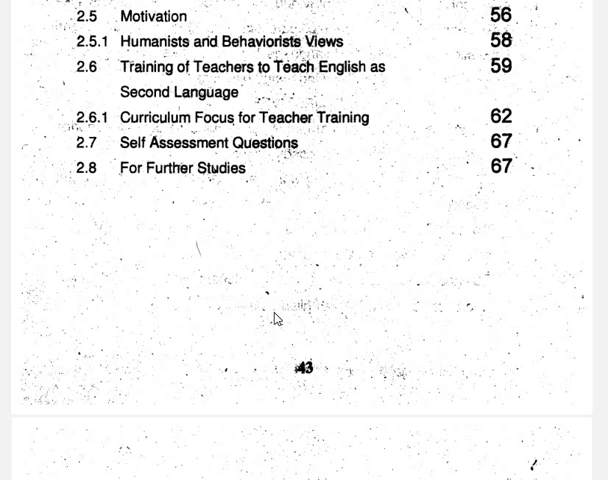 2.5 Motivation 56
2.5.1 Humanists and Behaviorists Views 58
2.6 Training of Teachers to Teach English as 59
Second Language
2.6.1 Curriculum Focus for Teacher Training 62
2.7 Self Assessment Questions 67
2.8 For Further Studies 67
43